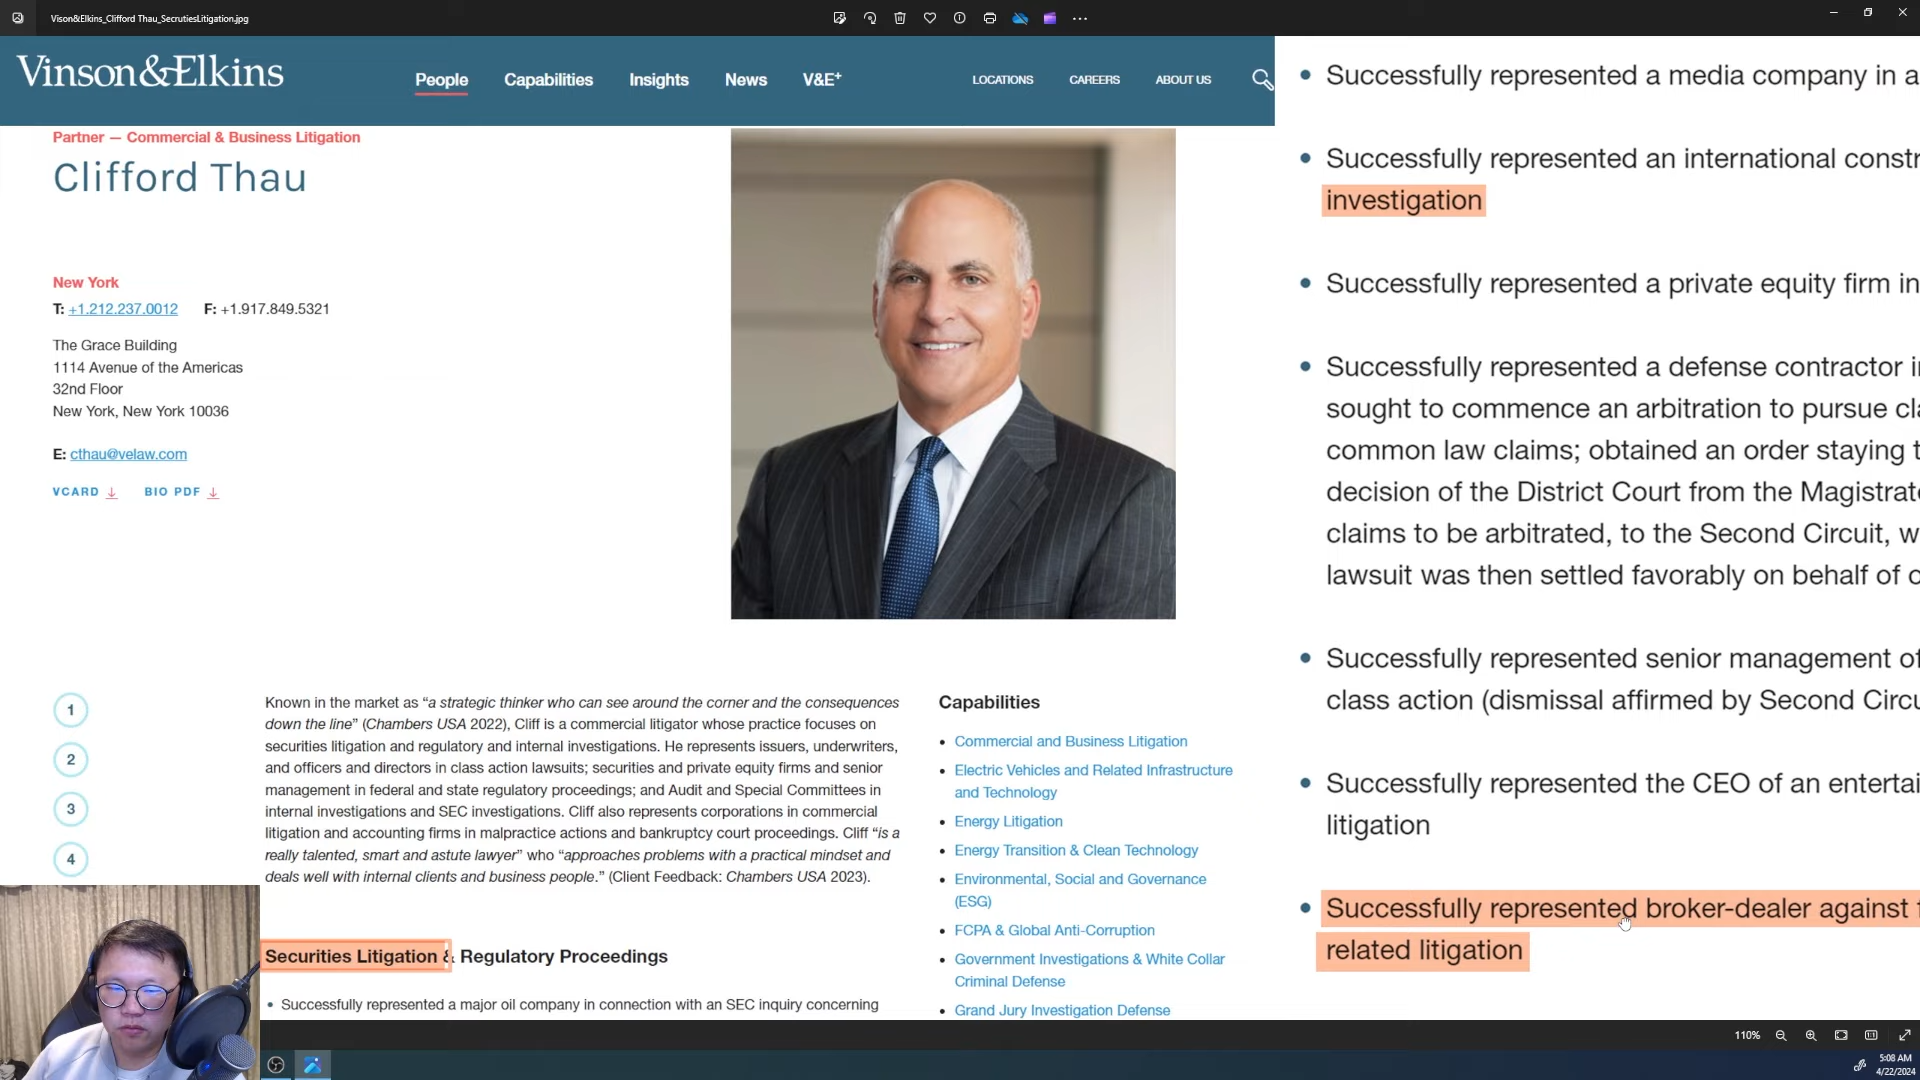 Vison&Elkins_Clifford Thau_SecrutiesLitigation.jpg
Vinson&Elkins
People
Capabilities
Insights
News
V&E+
LOCATIONS
CAREERS
ABOUT US
Partner — Commercial & Business Litigation
Clifford Thau
New York
T: +1.212.237.0012 F: +1.917.849.5321
The Grace Building
1114 Avenue of the Americas
32nd Floor
New York, New York 10036
E: cthau@velaw.com
VCARD
BIO PDF
1
2
3
4
Known in the market as “a strategic thinker who can see around the corner and the consequences
down the line” (Chambers USA 2022), Cliff is a commercial litigator whose practice focuses on
securities litigation and regulatory and internal investigations. He represents issuers, underwriters,
and officers and directors in class action lawsuits; securities and private equity firms and senior
management in federal and state regulatory proceedings; and Audit and Special Committees in
internal investigations and SEC investigations. Cliff also represents corporations in commercial
litigation and accounting firms in malpractice actions and bankruptcy court proceedings. Cliff “is a
really talented, smart and astute lawyer” who “approaches problems with a practical mindset and
deals well with internal clients and business people.” (Client Feedback: Chambers USA 2023).
Securities Litigation & Regulatory Proceedings
• Successfully represented a major oil company in connection with an SEC inquiry concerning
Capabilities
• Commercial and Business Litigation
• Electric Vehicles and Related Infrastructure
and Technology
• Energy Litigation
• Energy Transition & Clean Technology
• Environmental, Social and Governance
(ESG)
• FCPA & Global Anti-Corruption
• Government Investigations & White Collar
Criminal Defense
• Grand Jury Investigation Defense
• Successfully represented a media company in a
• Successfully represented an international constr
investigation
• Successfully represented a private equity firm in
• Successfully represented a defense contractor i
sought to commence an arbitration to pursue cla
common law claims; obtained an order staying t
decision of the District Court from the Magistrat
claims to be arbitrated, to the Second Circuit, w
lawsuit was then settled favorably on behalf of c
• Successfully represented senior management of
class action (dismissal affirmed by Second Circu
• Successfully represented the CEO of an entertai
litigation
• Successfully represented broker-dealer against f
related litigation
110%
5:08 AM
4/22/2024